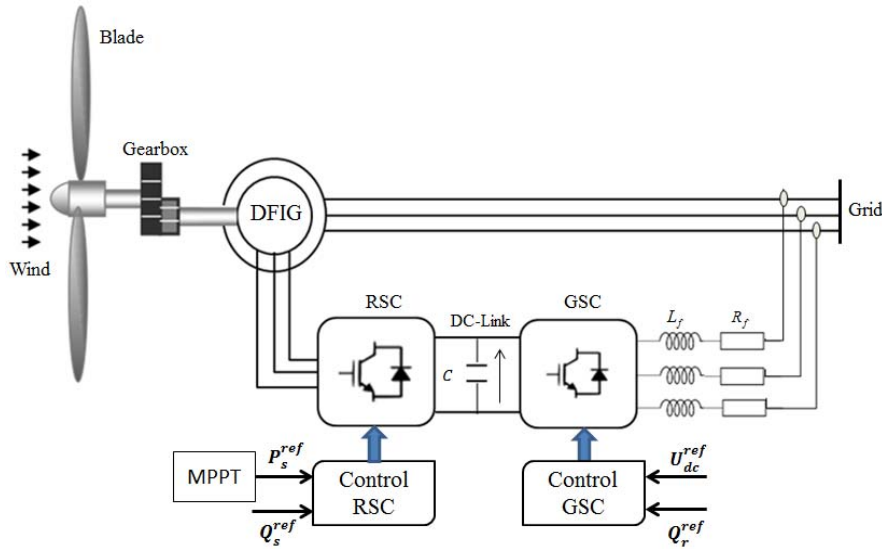 Blade
Gearbox
Wind
DFIG
Grid
RSC
DC-Link
GSC
L_f
R_f
C
MPPT
P_s^ref
Q_s^ref
Control
RSC
Control
GSC
U_dc^ref
Q_r^ref